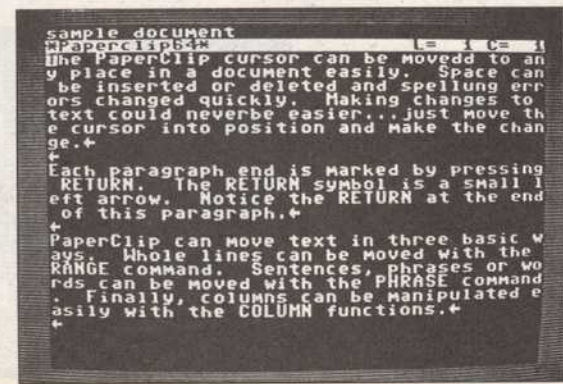 sample document
*Paperclip64* L= 1 C= 1
The PaperClip cursor can be movedd to an
y place in a document easily.  Space can
 be inserted or deleted and spellung err
ors changed quickly.  Making changes to
text could neverbe easier...just move th
e cursor into position and make the chan
ge.←
←
Each paragraph end is marked by pressing
 RETURN.  The RETURN symbol is a small l
eft arrow.  Notice the RETURN at the end
 of this paragraph.←
←
PaperClip can move text in three basic w
ays.  Whole lines can be moved with the
RANGE command.  Sentences, phrases or wo
rds can be moved with the PHRASE command
.  Finally, columns can be manipulated e
asily with the COLUMN functions.←
←